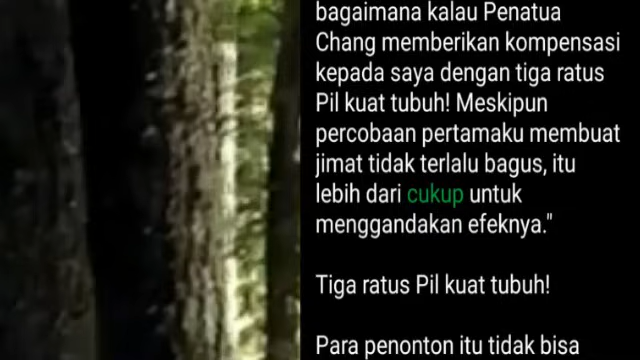 bagaimana kalau Penatua
Chang memberikan kompensasi
kepada saya dengan tiga ratus
Pil kuat tubuh! Meskipun
percobaan pertamaku membuat
jimat tidak terlalu bagus, itu
lebih dari cukup untuk
menggandakan efeknya."
Tiga ratus Pil kuat tubuh!
Para penonton itu tidak bisa